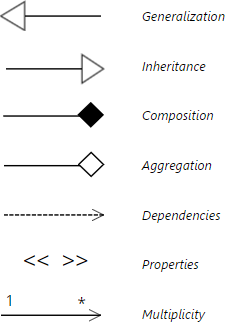 Generalization
Inheritance
Composition
Aggregation
Dependencies
<< >> Properties
1 * Multiplicity